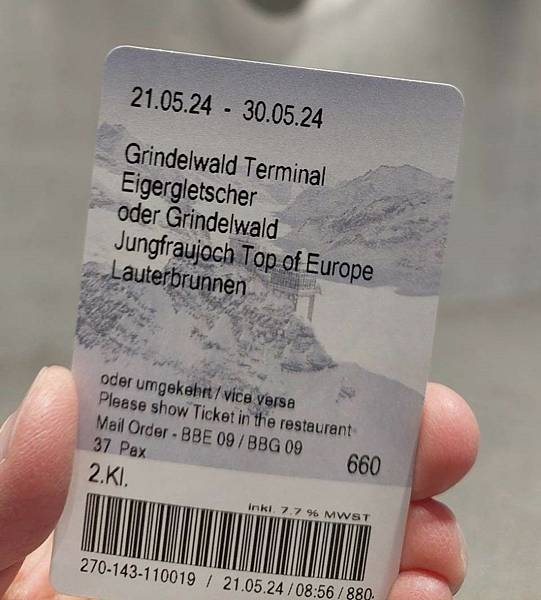 21.05.24 - 30.05.24
Grindelwald Terminal
Eigergletscher
oder Grindelwald
Jungfraujoch Top of Europe
Lauterbrunnen
oder umgekehrt / vice versa
Please show Ticket in the restaurant
Mail Order - BBE 09 / BBG 09
37 Pax
660
2.Kl.
inkl. 7.7 % MWST
270-143-110019 / 21.05.24 / 08:56 / 880